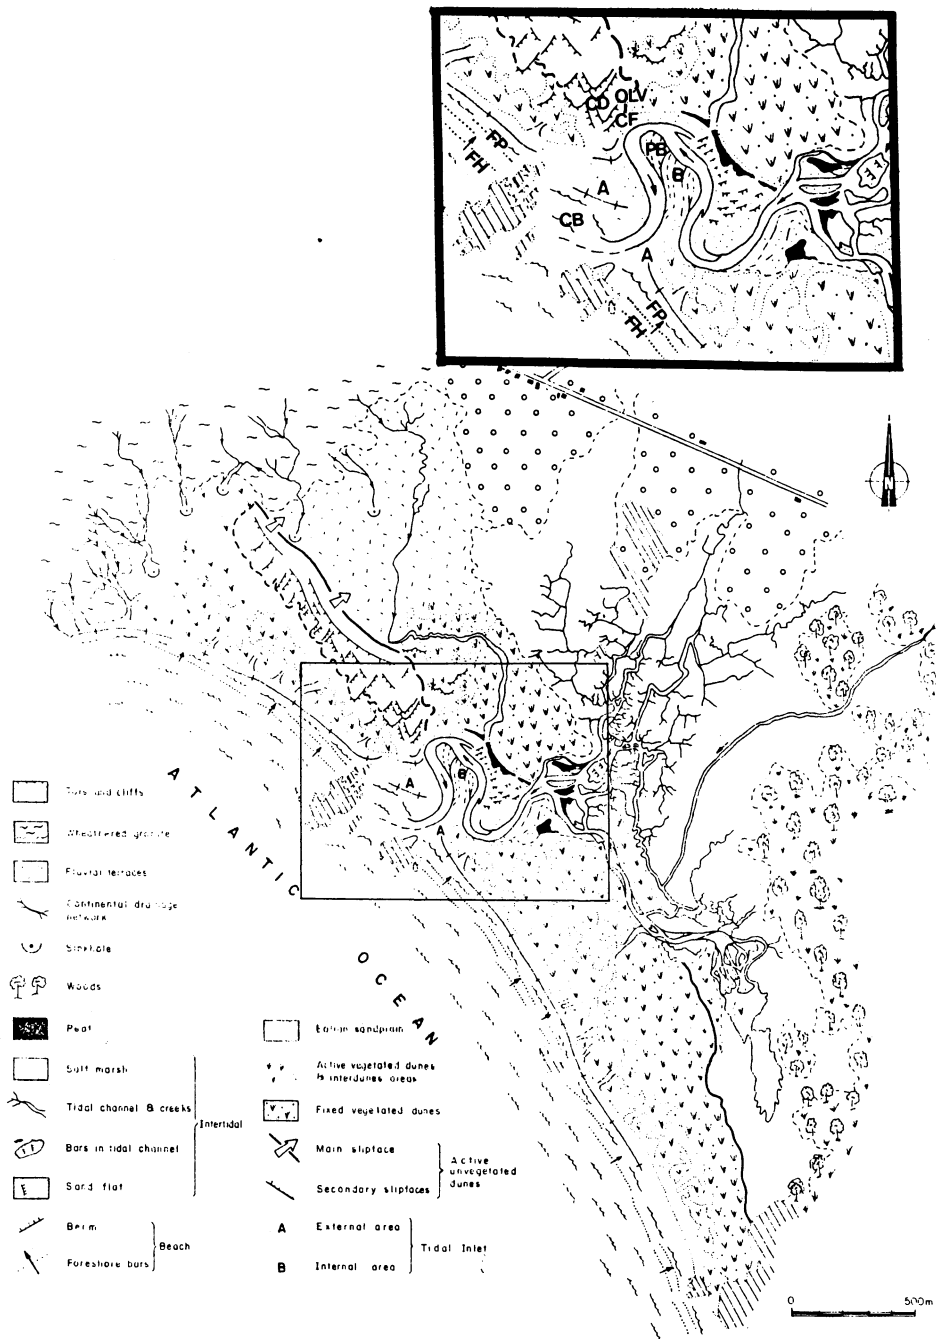 CD
OLV
CF
PB
B
FP
FH
A
CB
A
FP
FH
N
A
B
A
ATLANTIC
OCEAN
Tors and cliffs
Weathered granite
Fluvial terraces
Continental drainage
network
Sinkhole
Woods
Peat
Salt marsh
Tidal channel & creeks
Intertidal
Bars in tidal channel
Sand flat
Berm
Beach
Foreshore bars
Eolian sandplain
Active vegetated dunes
& interdunes areas
Fixed vegetated dunes
Main slipface
Active
unvegetated
dunes
Secondary slipfaces
A External area
Tidal Inlet
B Internal area
0 500m